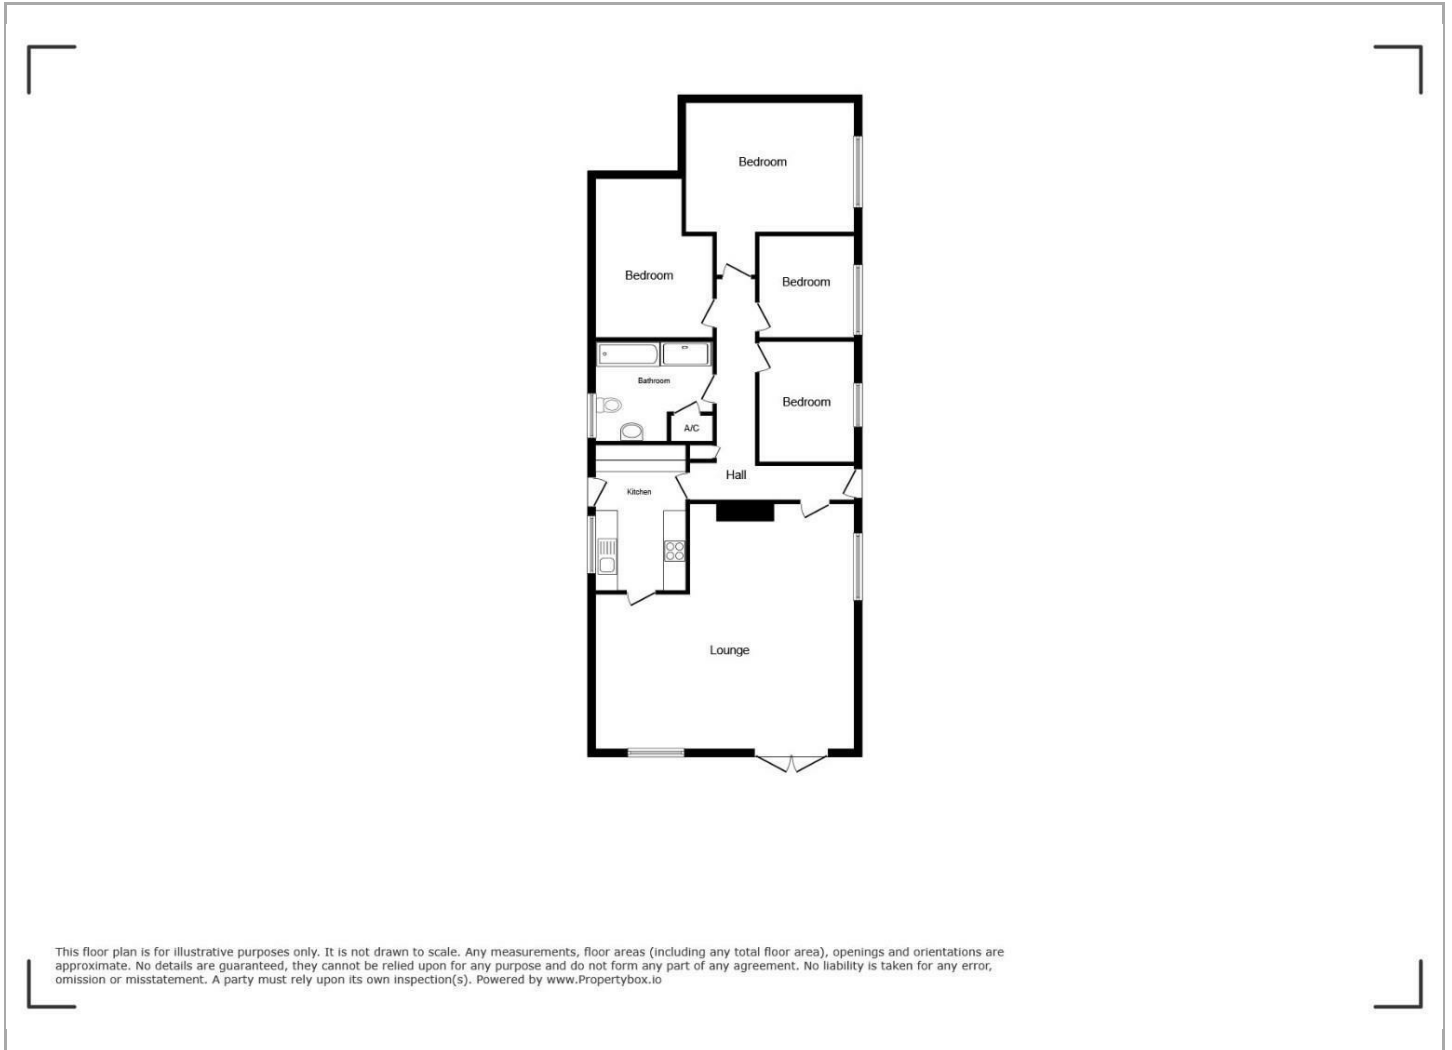 Bedroom
Bedroom
Bedroom
Bathroom
Bedroom
A/C
Hall
Kitchen
Lounge
This floor plan is for illustrative purposes only. It is not drawn to scale. Any measurements, floor areas (including any total floor area), openings and orientations are
approximate. No details are guaranteed, they cannot be relied upon for any purpose and do not form any part of any agreement. No liability is taken for any error,
omission or misstatement. A party must rely upon its own inspection(s). Powered by www.Propertybox.io